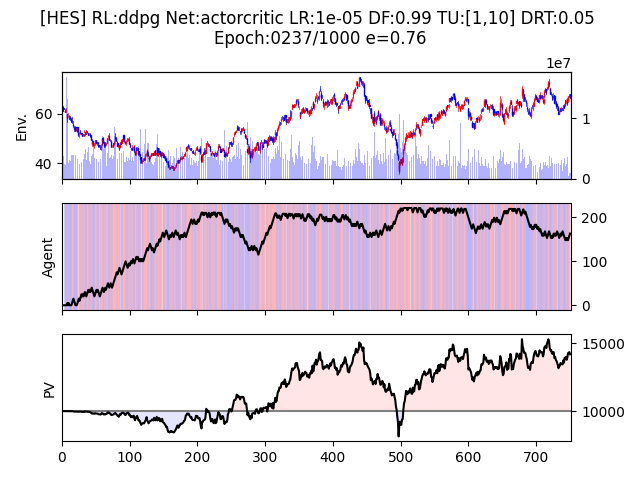 [HES] RL:ddpg Net:actorcritic LR:1e-05 DF:0.99 TU:[1,10] DRT:0.05
Epoch:0237/1000 e=0.76
1e7
Env.
60
40
1
0
Agent
200
100
0
PV
15000
10000
0 100 200 300 400 500 600 700